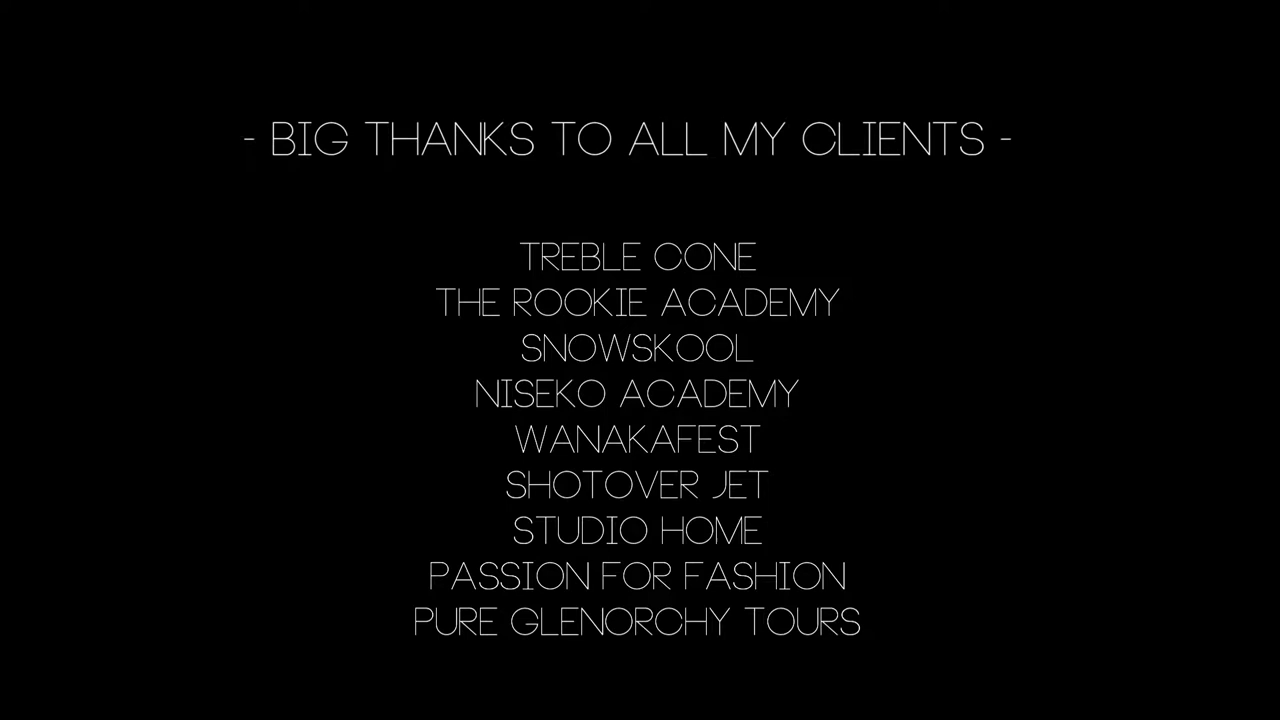 - BIG THANKS TO ALL MY CLIENTS -
TREBLE CONE
THE ROOKIE ACADEMY
SNOWSKOOL
NISEKO ACADEMY
WANAKAFEST
SHOTOVER JET
STUDIO HOME
PASSION FOR FASHION
PURE GLENORCHY TOURS